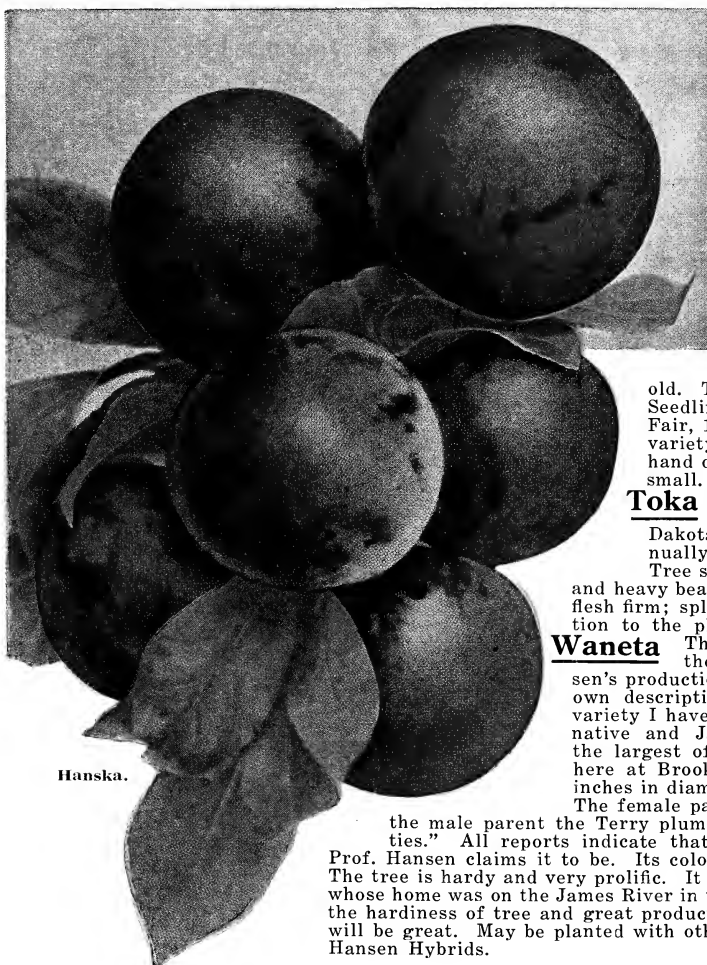 old. T
Seedli
Fair, 1
variety
hand o
small.
Toka
Dakota
nually
Tree s
and heavy bea
flesh firm; spl
tion to the p
Waneta Th
the
sen's producti
own descripti
variety I have
native and J
the largest of
here at Brook
inches in diam
The female pa
the male parent the Terry plum
ties." All reports indicate that
Prof. Hansen claims it to be. Its colo
The tree is hardy and very prolific. It
whose home was on the James River in
the hardiness of tree and great produc
will be great. May be planted with oth
Hansen Hybrids.
Hanska.